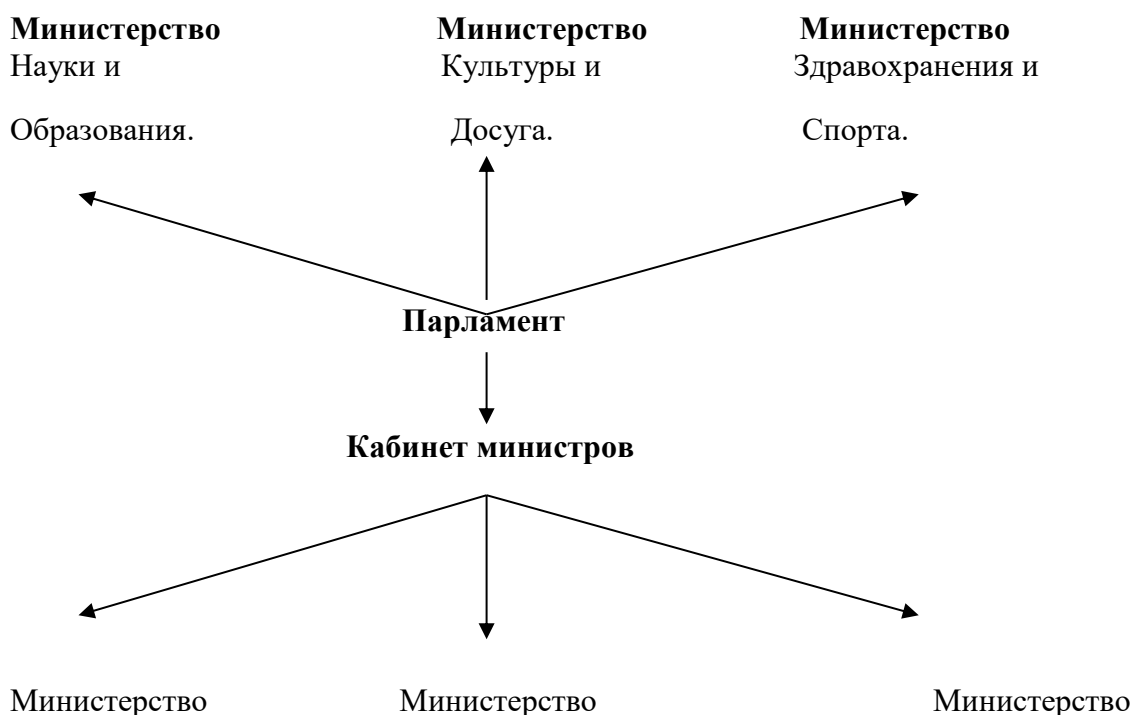 Министерство Министерство Министерство
Науки и Культуры и Здравохранения и
Образования. Досуга. Спорта.
Парламент
Кабинет министров
Министерство Министерство Министерство